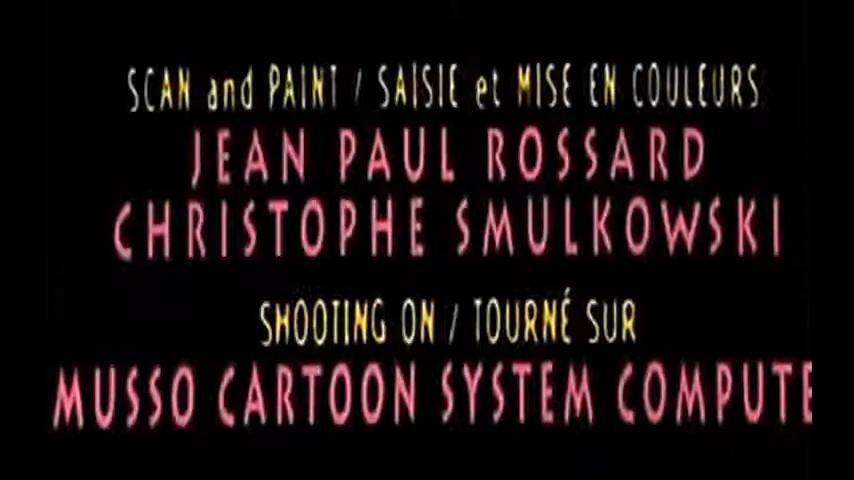 SCAN and PAINT / SAISIE et MISE EN COULEURS
JEAN PAUL ROSSARD
CHRISTOPHE SMULKOWSKI
SHOOTING ON / TOURNÉ SUR
MUSSO CARTOON SYSTEM COMPUTE